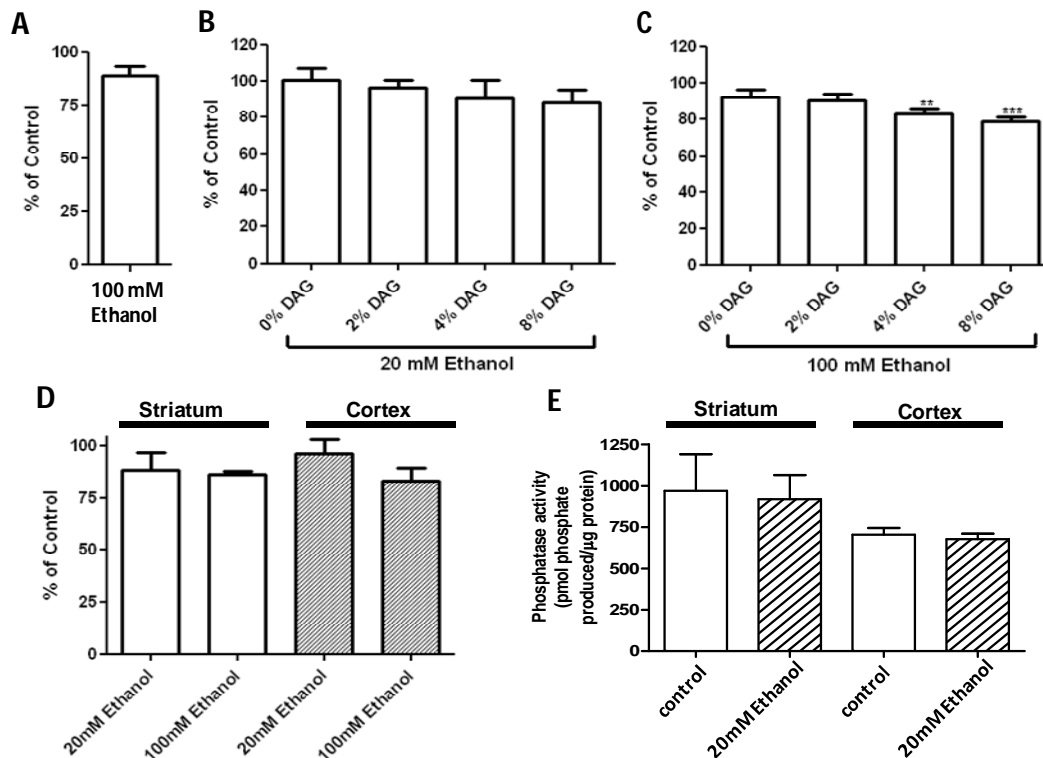 A
100
75
50
25
0
% of Control
100 mM
Ethanol
B
120
100
80
60
40
20
0
% of Control
0% DAG
2% DAG
4% DAG
8% DAG
20 mM Ethanol
C
120
100
80
60
40
20
0
% of Control
**
***
0% DAG
2% DAG
4% DAG
8% DAG
100 mM Ethanol
D
Striatum
Cortex
100
75
50
25
0
% of Control
20mM Ethanol
100mM Ethanol
20mM Ethanol
100mM Ethanol
E
Striatum
Cortex
1250
1000
750
500
250
0
Phosphatase activity
(pmol phosphate
produced/µg protein)
control
20mM Ethanol
control
20mM Ethanol